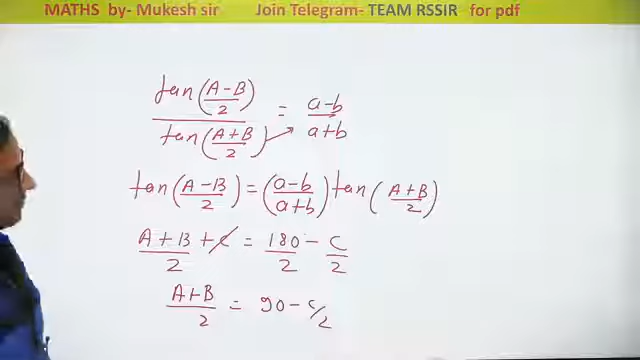 MATHS by- Mukesh sir Join Telegram- TEAM RSSIR for pdf
tan(A-B/2) / tan(A+B/2) = a-b / a+b
tan(A-B/2) = (a-b/a+b) tan(A+B/2)
A+B+C/2 = 180/2 - C/2
A+B/2 = 90 - C/2